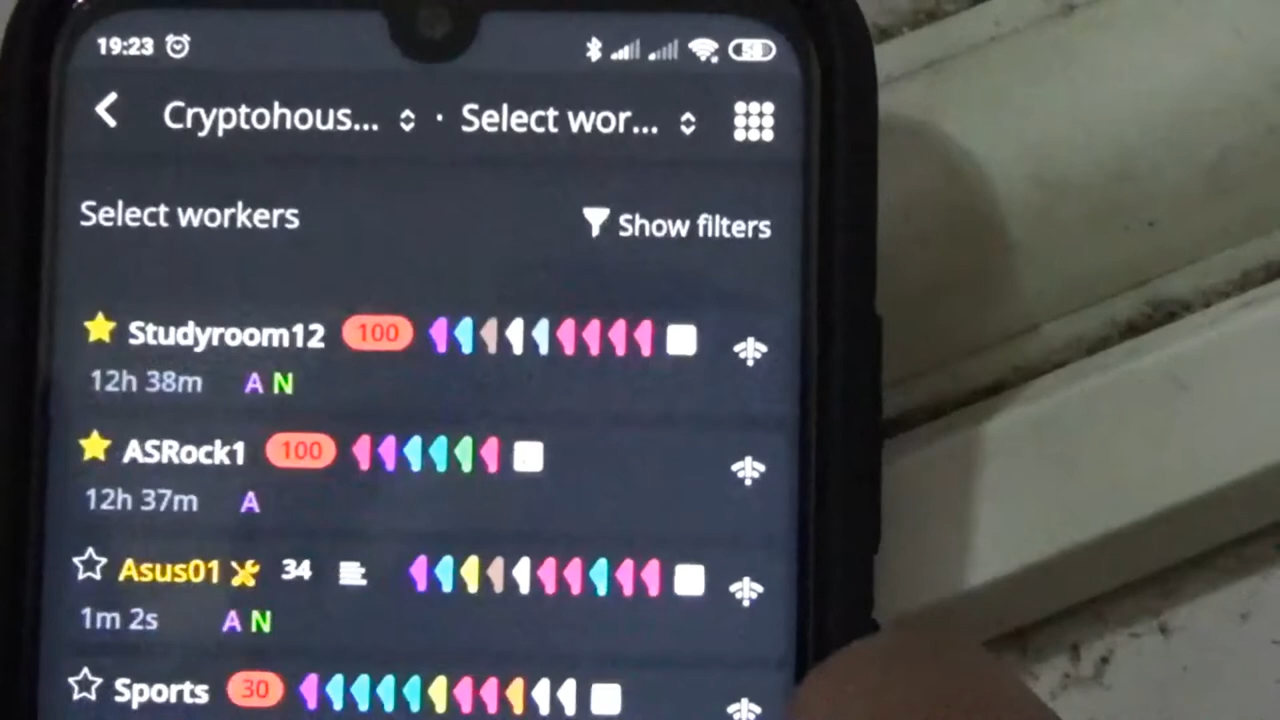 19:23 58
Cryptohous... · Select wor...
Select workers Show filters
Studyroom12 100
12h 38m A N
ASRock1 100
12h 37m A
Asus01 34
1m 2s A N
Sports 30